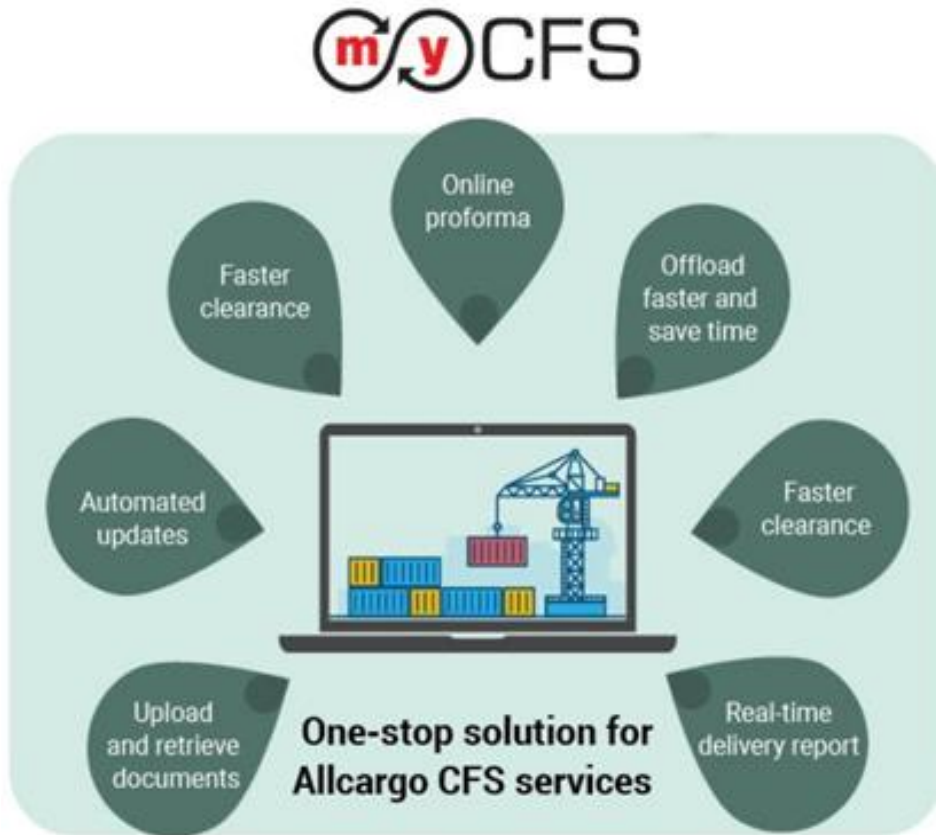 myCFS
Online
proforma
Faster
clearance
Offload
faster and
save time
Automated
updates
Faster
clearance
Upload
and retrieve
documents
Real-time
delivery report
One-stop solution for
Allcargo CFS services